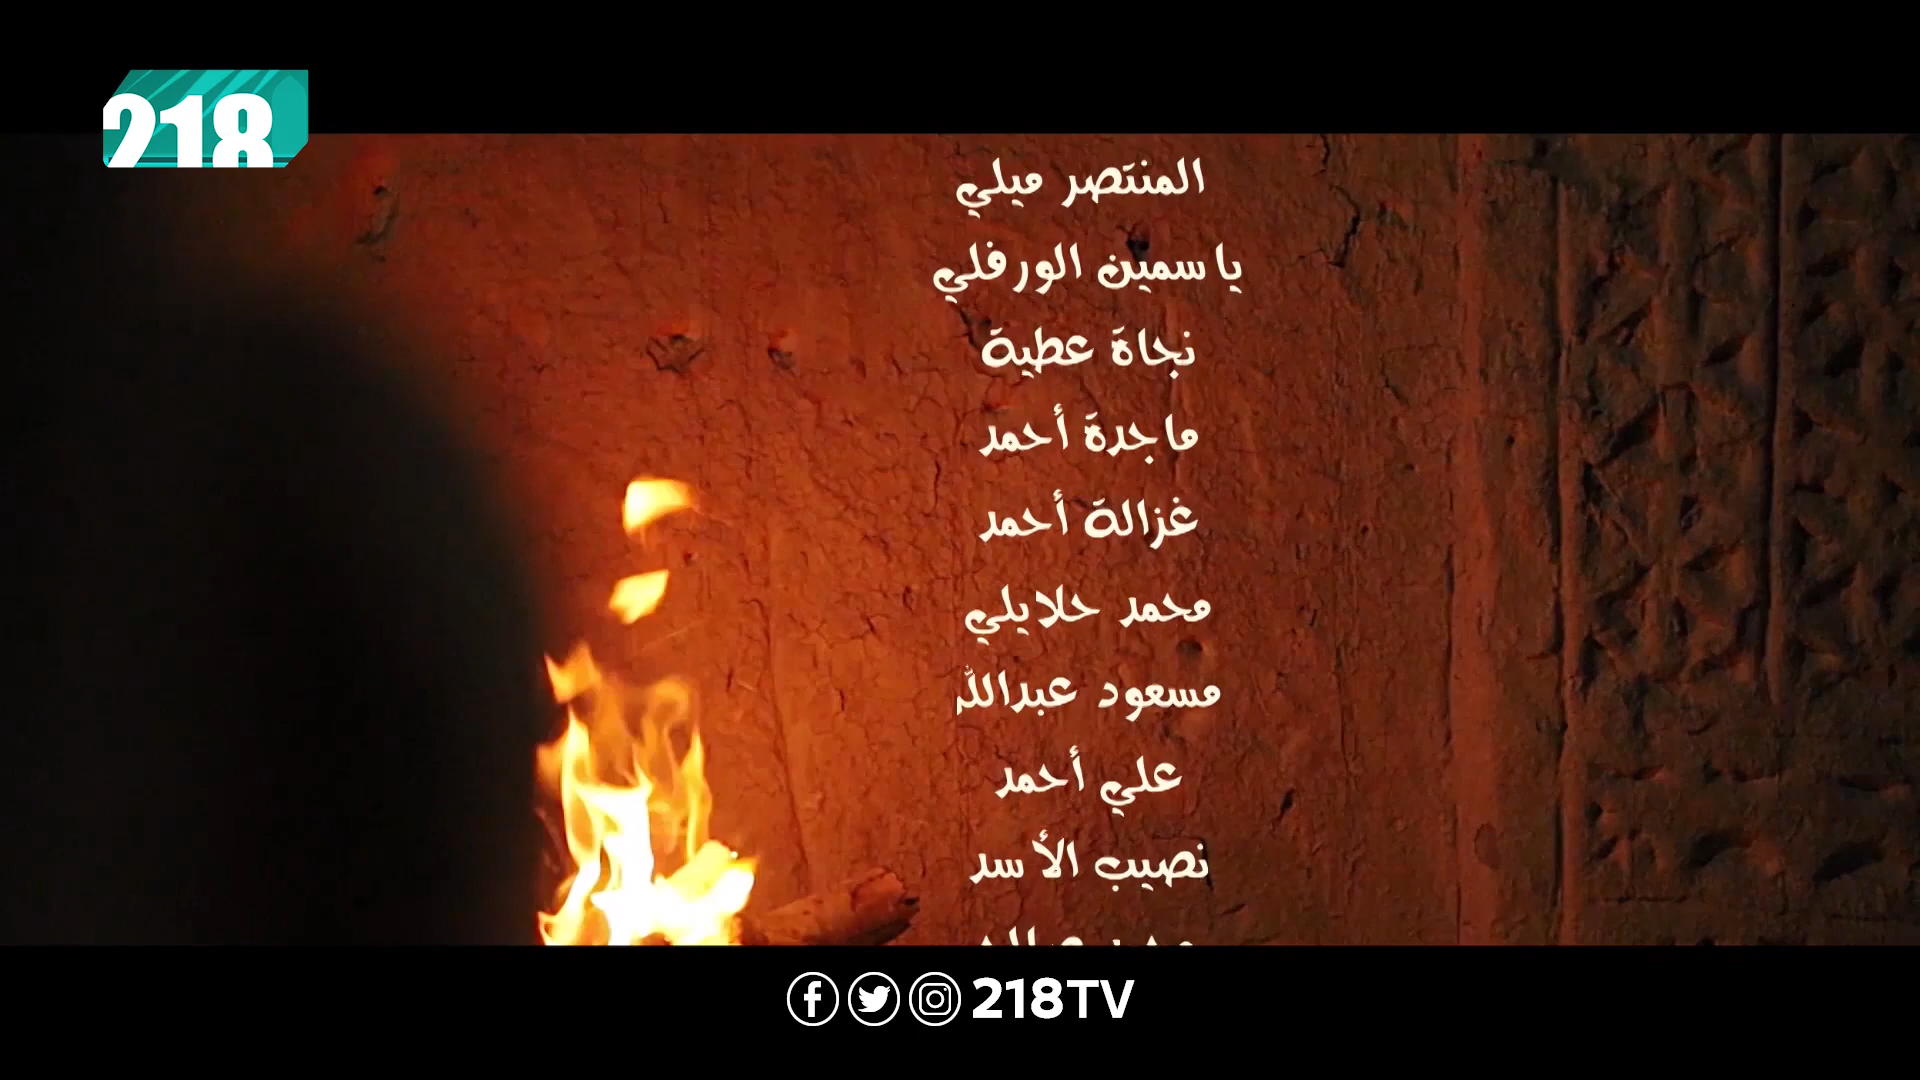 218
المنتصر ميلي
ياسمين الورفلي
نجاة عطية
ماجدة أحمد
غزالة أحمد
محمد حلايلي
مسعود عبدالله
علي أحمد
نصيب الأسد
218TV